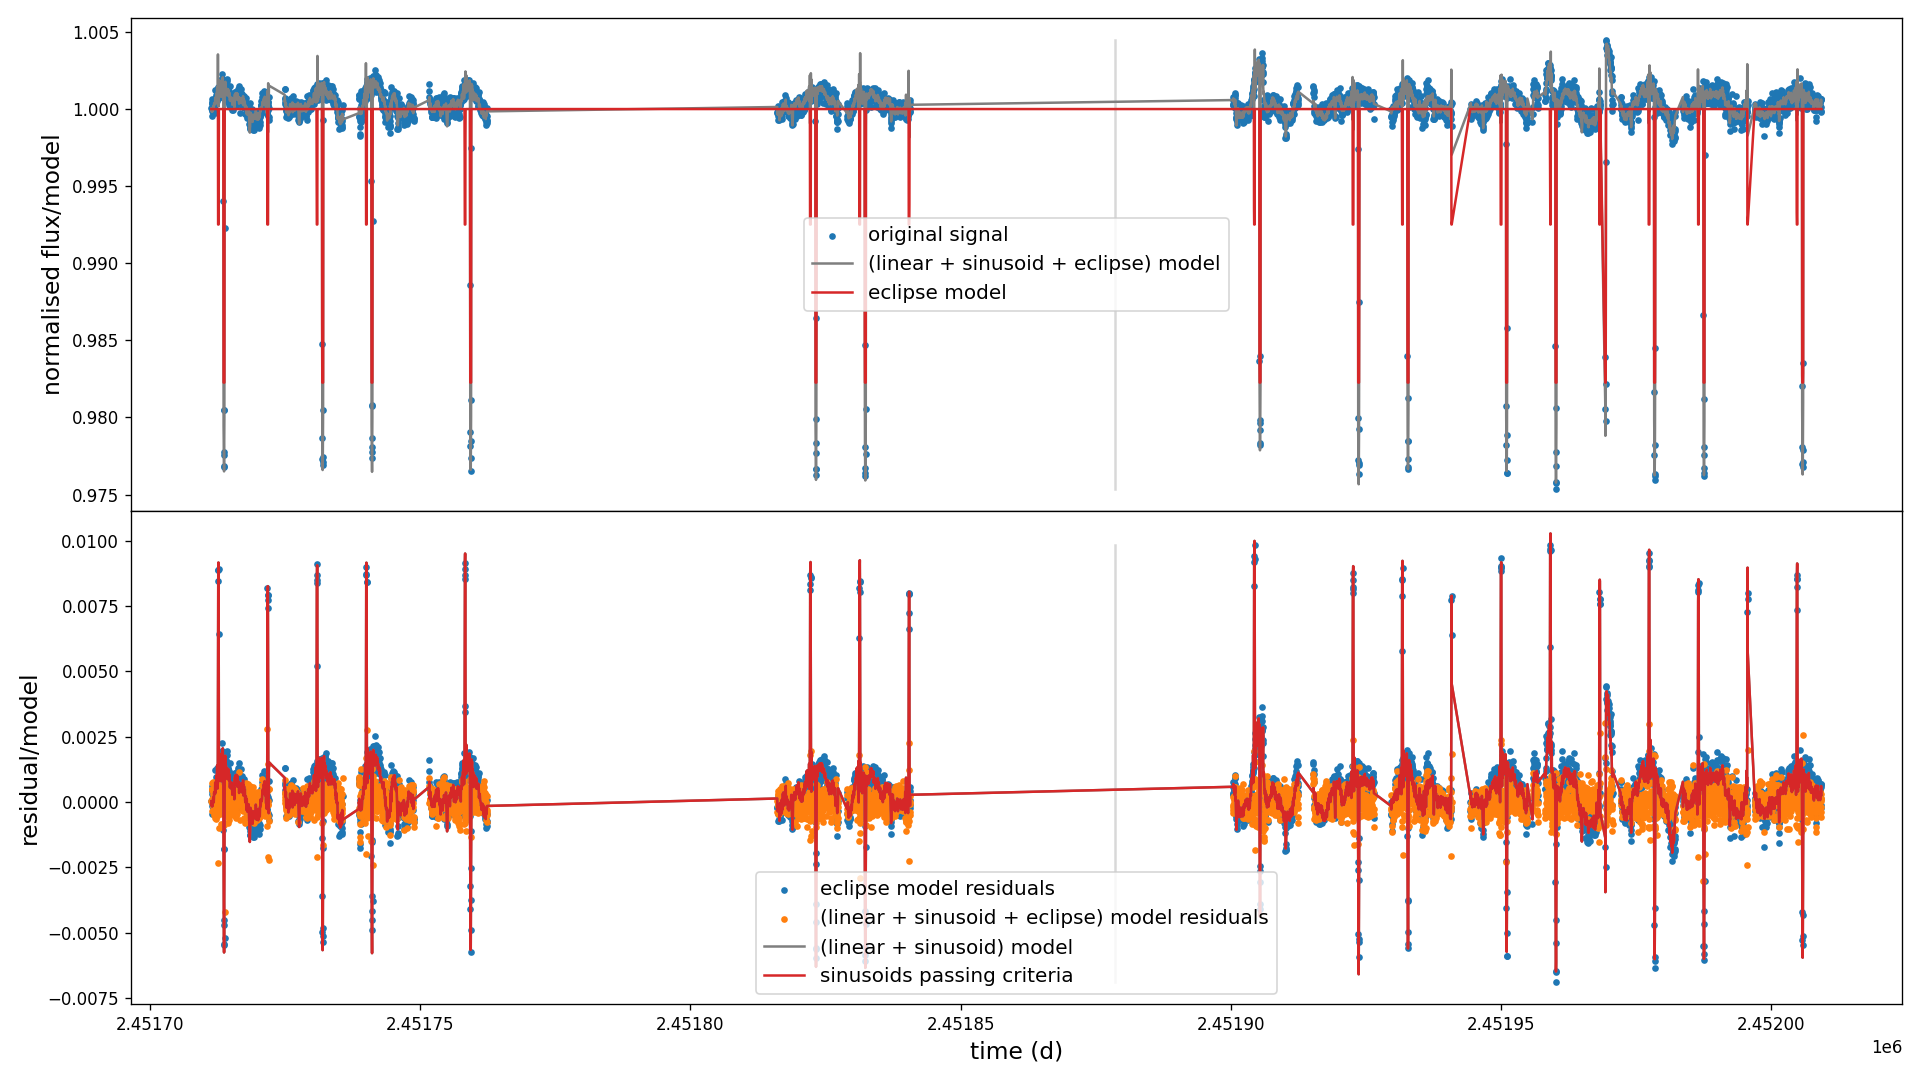 1.005
1.000
0.995
0.990
0.985
0.980
0.975
normalised flux/model
original signal
(linear + sinusoid + eclipse) model
eclipse model
0.0100
0.0075
0.0050
0.0025
0.0000
−0.0025
−0.0050
−0.0075
residual/model
eclipse model residuals
(linear + sinusoid + eclipse) model residuals
(linear + sinusoid) model
sinusoids passing criteria
2.45170 2.45175 2.45180 2.45185 2.45190 2.45195 2.45200
1e6
time (d)